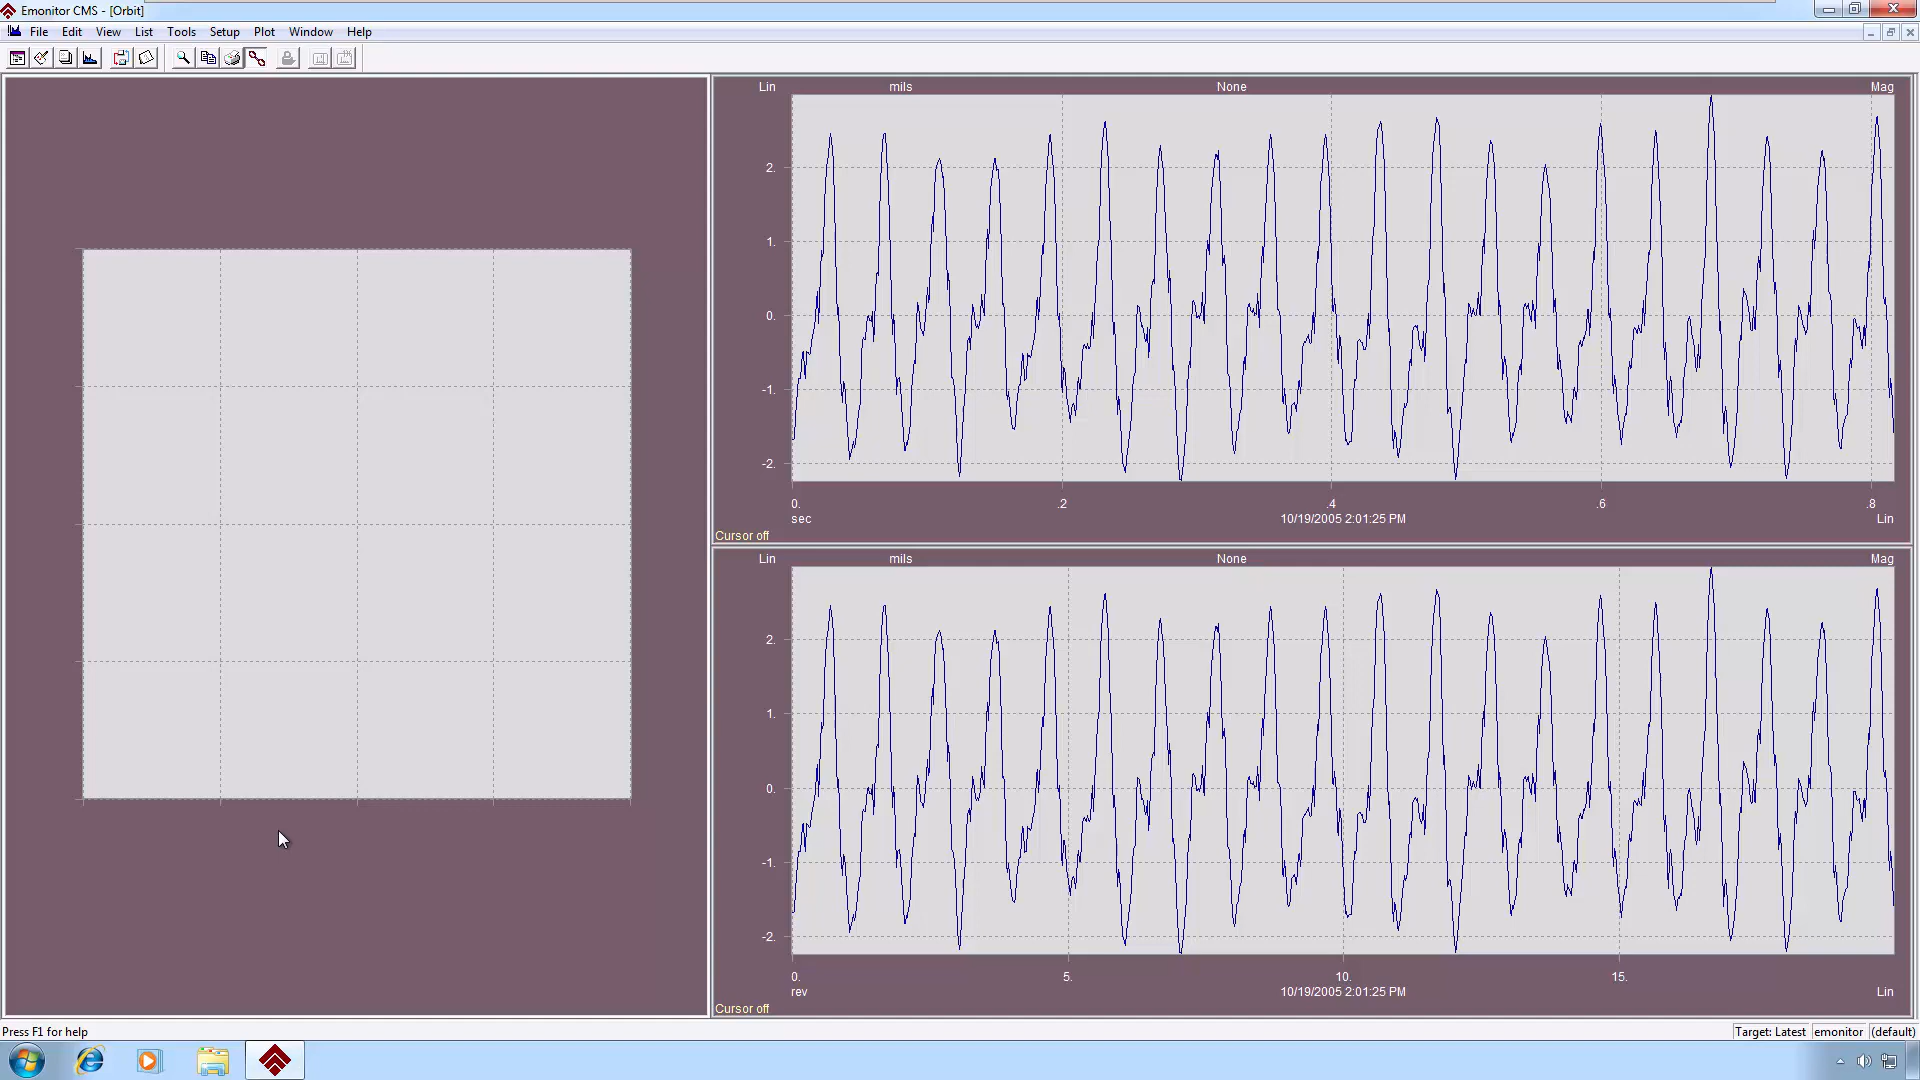 Emonitor CMS - [Orbit]
File Edit View List Tools Setup Plot Window Help
Lin mils None Mag
2.
1.
0.
-1.
-2.
0. .2 .4 .6 .8
sec 10/19/2005 2:01:25 PM Lin
Cursor off
Lin mils None Mag
2.
1.
0.
-1.
-2.
0. 5. 10. 15.
rev 10/19/2005 2:01:25 PM Lin
Cursor off
Press F1 for help Target: Latest emonitor (default)